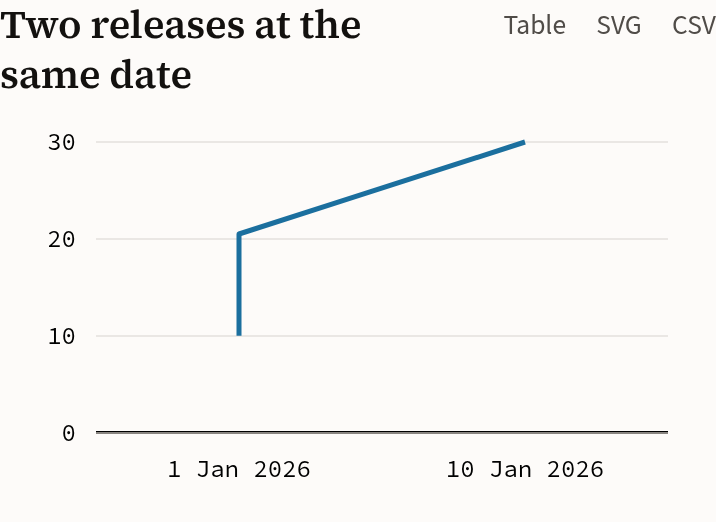 Two releases at the
same date
Table SVG CSV
30
20
10
0
1 Jan 2026 10 Jan 2026